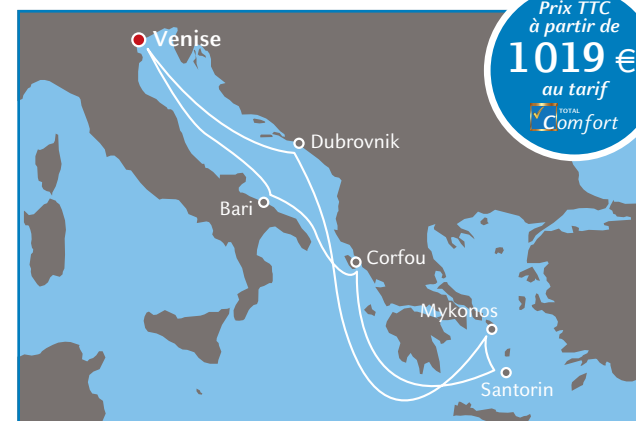 Prix TTC
à partir de
1019 €
au tarif
TOTAL
Comfort
Venise
Dubrovnik
Bari
Corfou
Mykonos
Santorin